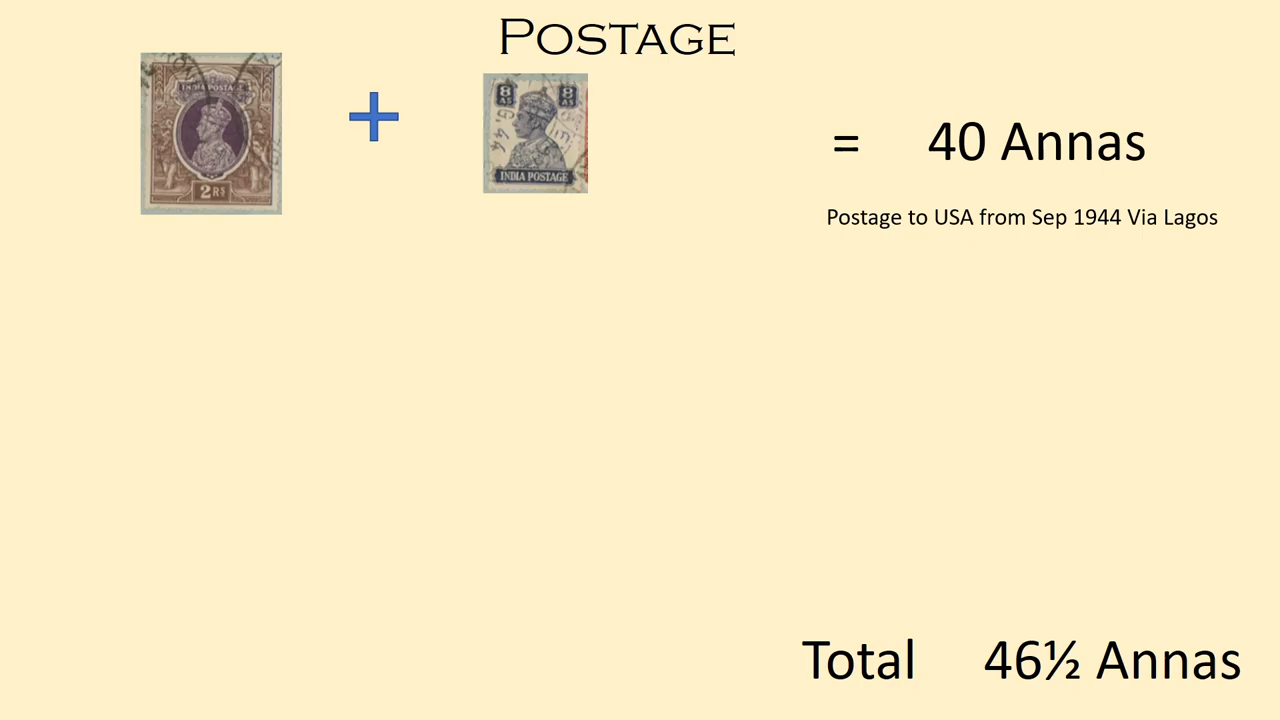 POSTAGE
INDIA POSTAGE
2 RS
8 AS
8 AS
INDIA POSTAGE
= 40 Annas
Postage to USA from Sep 1944 Via Lagos
Total 46½ Annas